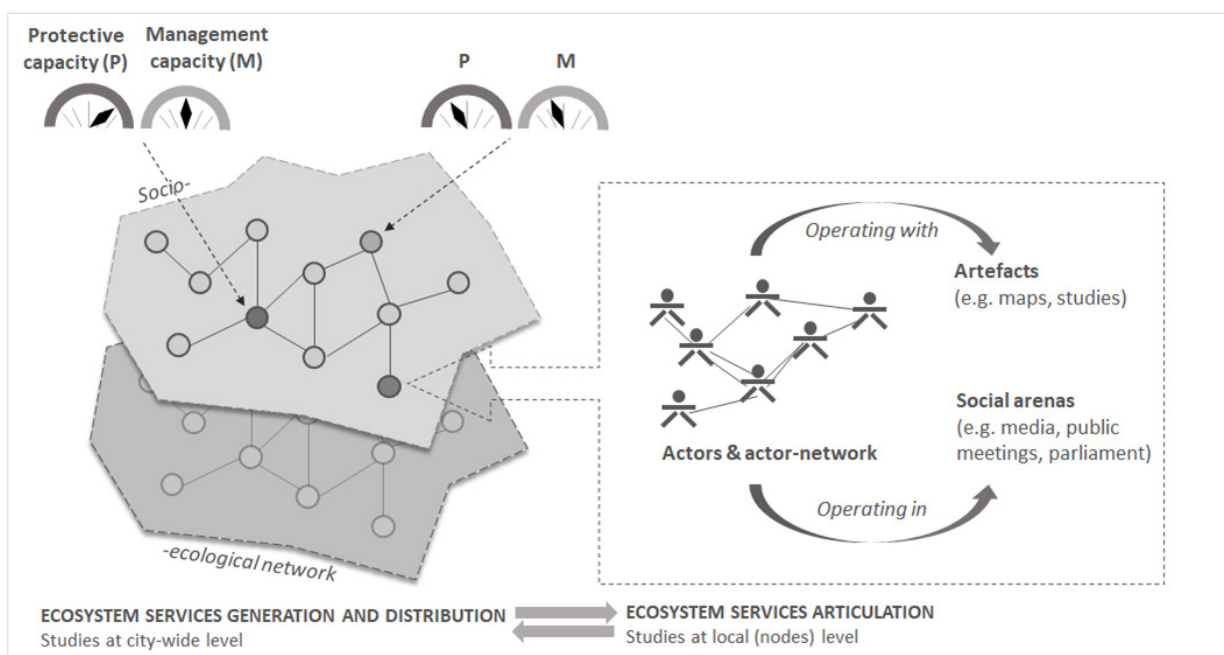 Protective
capacity (P)
Management
capacity (M)
P
M
Socio-
-ecological network
Operating with
Artefacts
(e.g. maps, studies)
Social arenas
(e.g. media, public
meetings, parliament)
Actors & actor-network
Operating in
ECOSYSTEM SERVICES GENERATION AND DISTRIBUTION
Studies at city-wide level
ECOSYSTEM SERVICES ARTICULATION
Studies at local (nodes) level